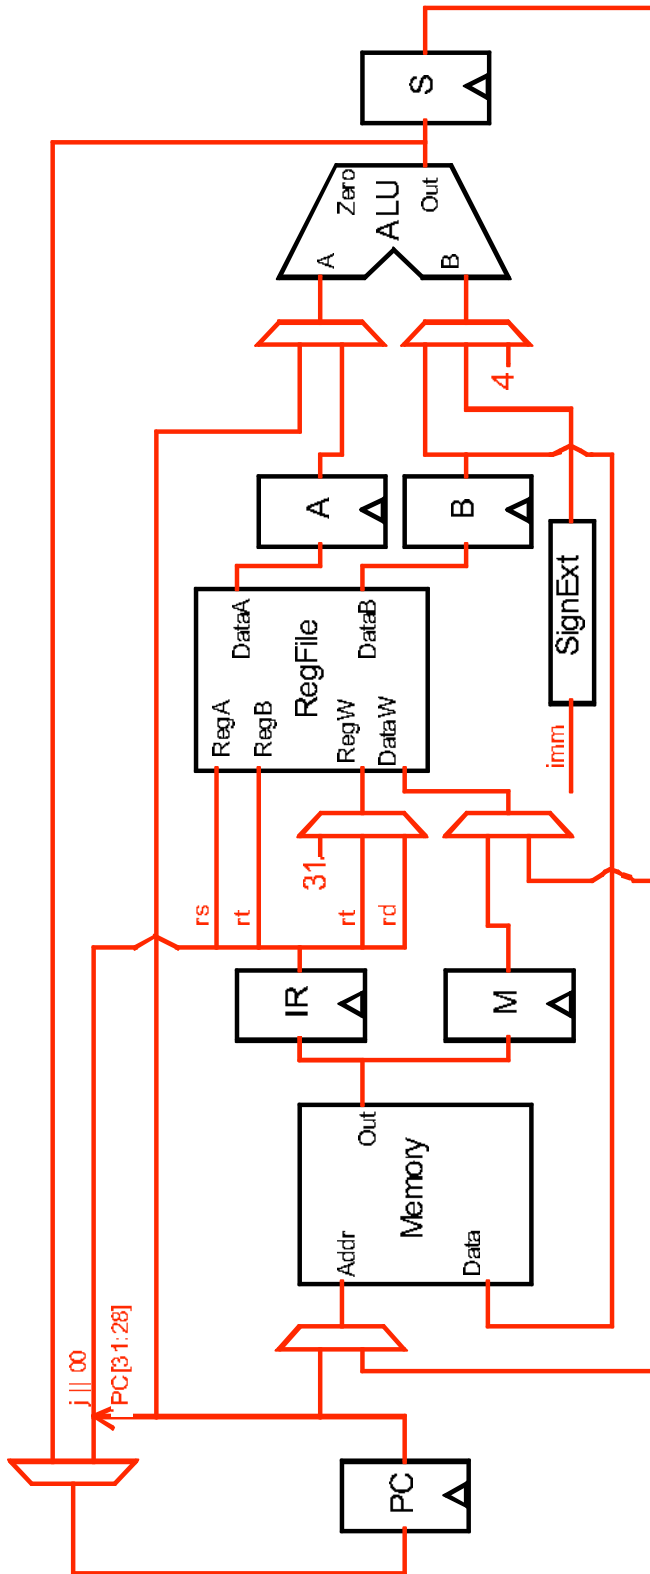 j || 00
PC[31:28]
PC
Addr
Data
Memory
Out
IR
M
rs
rt
rt
rd
31
RegA
RegB
RegW
DataW
RegFile
DataA
DataB
imm
SignExt
A
B
4
A
B
ALU
Zero
Out
S